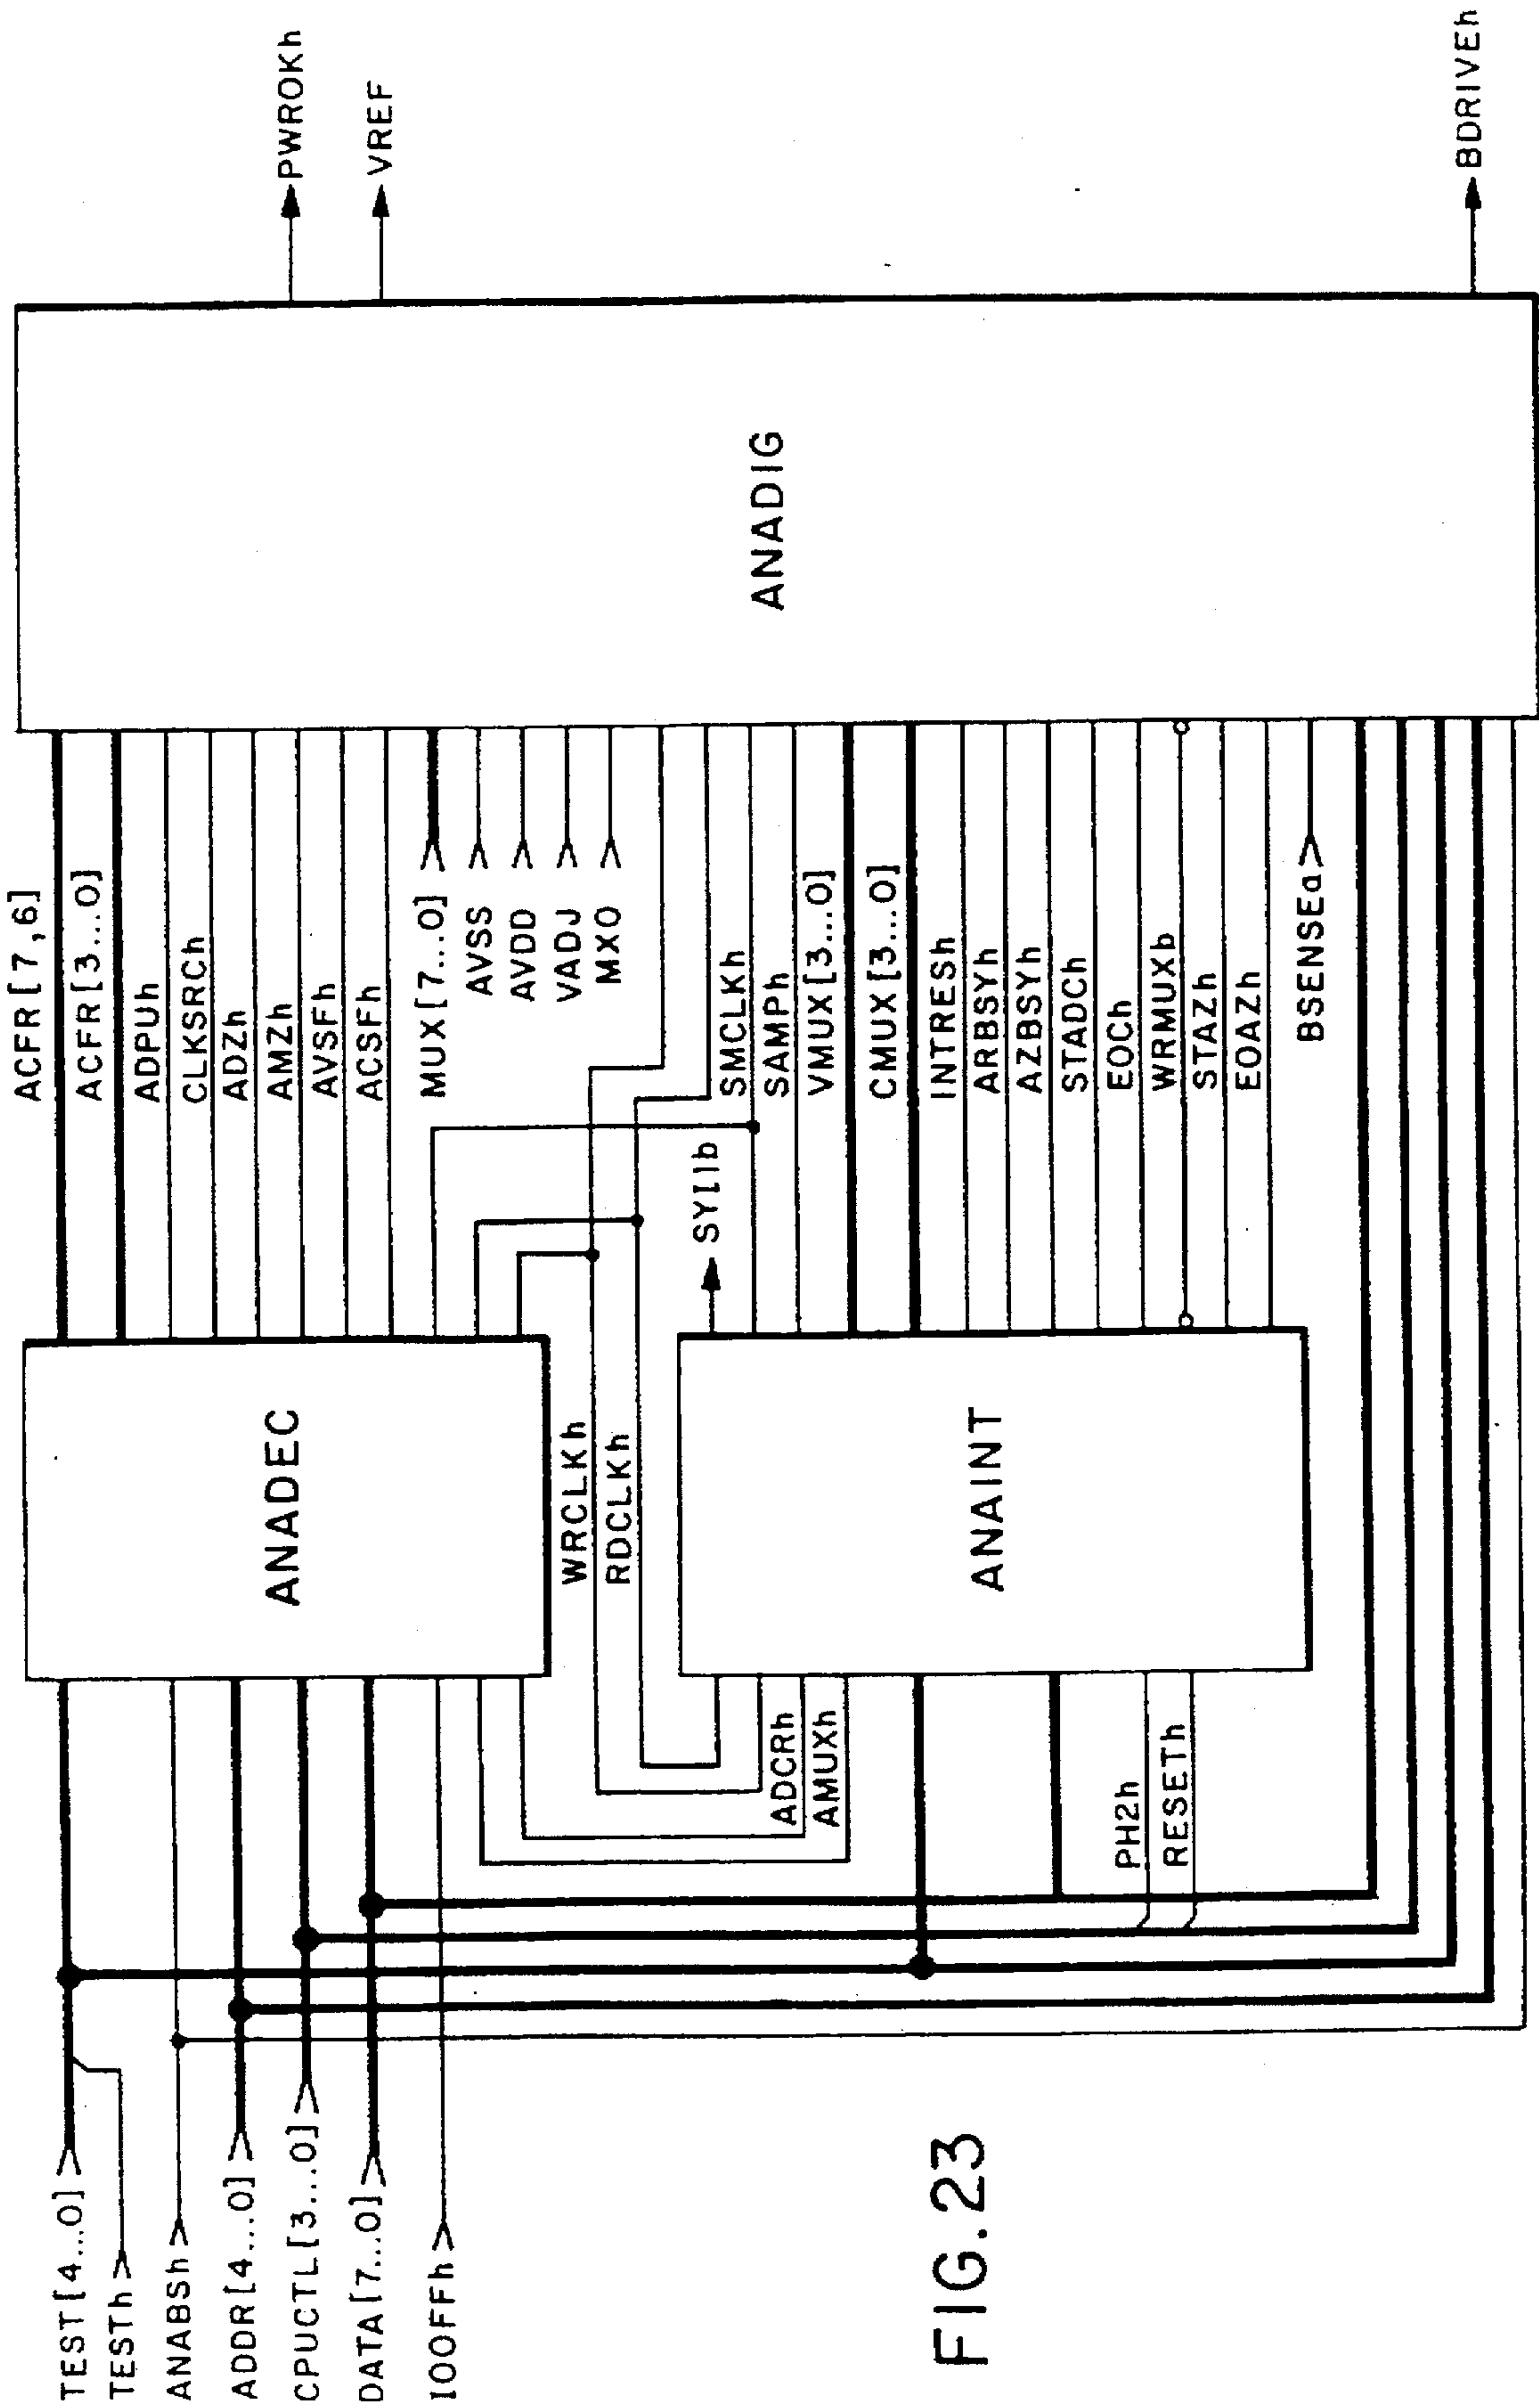 TEST[4...0]
TESTh
ANABSh
ADDR[4...0]
CPUCTL[3...0]
DATA[7...0]
IOOFFh
ANADEC
WRCLKh
RDCLKh
ADCRh
AMUXh
PH2h
RESETh
ANAINT
ACFR[7,6]
ACFR[3...0]
ADPUh
CLKSRCh
ADZh
AMZh
AVSFh
ACSFh
MUX[7...0]
AVSS
AVDD
VADJ
MXO
SYIIb
SMCLKh
SAMPh
VMUX[3...0]
CMUX[3...0]
INTRESh
ARBSYh
AZBSYh
STADCh
EOCh
WRMUXb
STAZh
EOAZh
BSENSEa
ANADIG
PWROKh
VREF
BDRIVEh
FIG.23